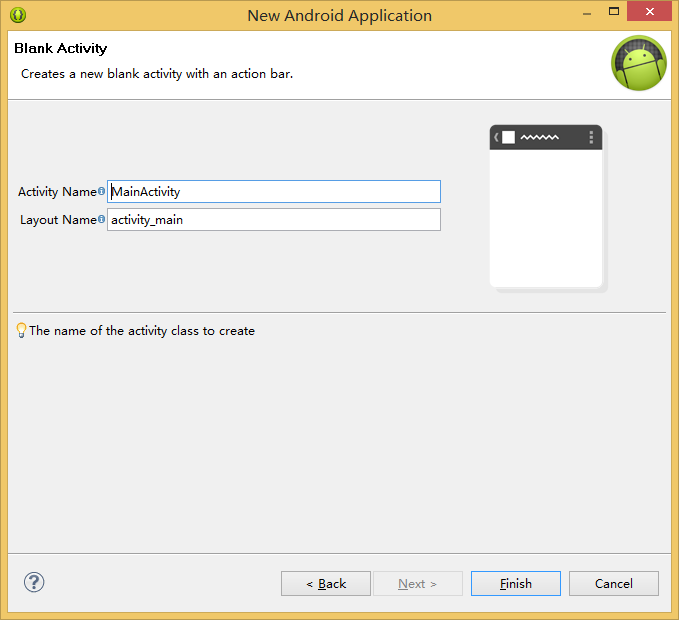 New Android Application
Blank Activity
Creates a new blank activity with an action bar.
Activity Name MainActivity
Layout Name activity_main
The name of the activity class to create
< Back Next > Finish Cancel